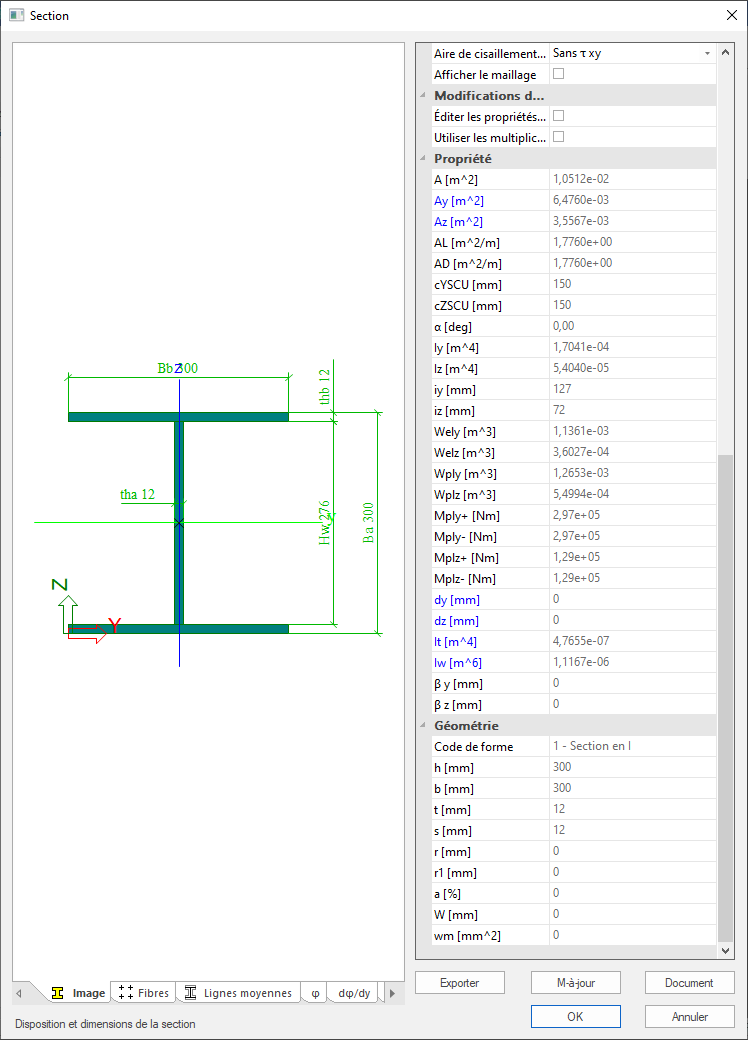 Section
Bb 300
Z
thb 12
tha 12
Hw 276
Ba 300
Z
Y
Aire de cisaillement... Sans τ xy
Afficher le maillage
Modifications d...
Éditer les propriétés...
Utiliser les multiplic...
Propriété
A [m^2] 1,0512e-02
Ay [m^2] 6,4760e-03
Az [m^2] 3,5567e-03
AL [m^2/m] 1,7760e+00
AD [m^2/m] 1,7760e+00
cYSCU [mm] 150
cZSCU [mm] 150
α [deg] 0,00
Iy [m^4] 1,7041e-04
Iz [m^4] 5,4040e-05
iy [mm] 127
iz [mm] 72
Wely [m^3] 1,1361e-03
Welz [m^3] 3,6027e-04
Wply [m^3] 1,2653e-03
Wplz [m^3] 5,4994e-04
Mply+ [Nm] 2,97e+05
Mply- [Nm] 2,97e+05
Mplz+ [Nm] 1,29e+05
Mplz- [Nm] 1,29e+05
dy [mm] 0
dz [mm] 0
It [m^4] 4,7655e-07
Iw [m^6] 1,1167e-06
β y [mm] 0
β z [mm] 0
Géométrie
Code de forme 1 - Section en I
h [mm] 300
b [mm] 300
t [mm] 12
s [mm] 12
r [mm] 0
r1 [mm] 0
a [%] 0
W [mm] 0
wm [mm^2] 0
Image Fibres Lignes moyennes φ dφ/dy
Exporter M-à-jour Document
Disposition et dimensions de la section
OK Annuler